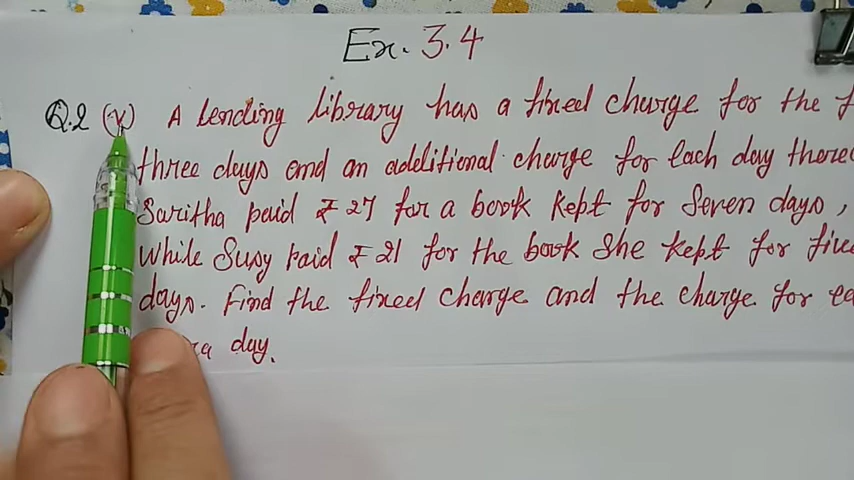 Ex. 3.4
Q.2 (v) A lending library has a fixed charge for the f
three days and an additional charge for each day there
Saritha paid ₹ 27 for a book kept for Seven days,
While Susy Paid ₹ 21 for the book She kept for five
days. Find the fixed charge and the charge for ea
day.